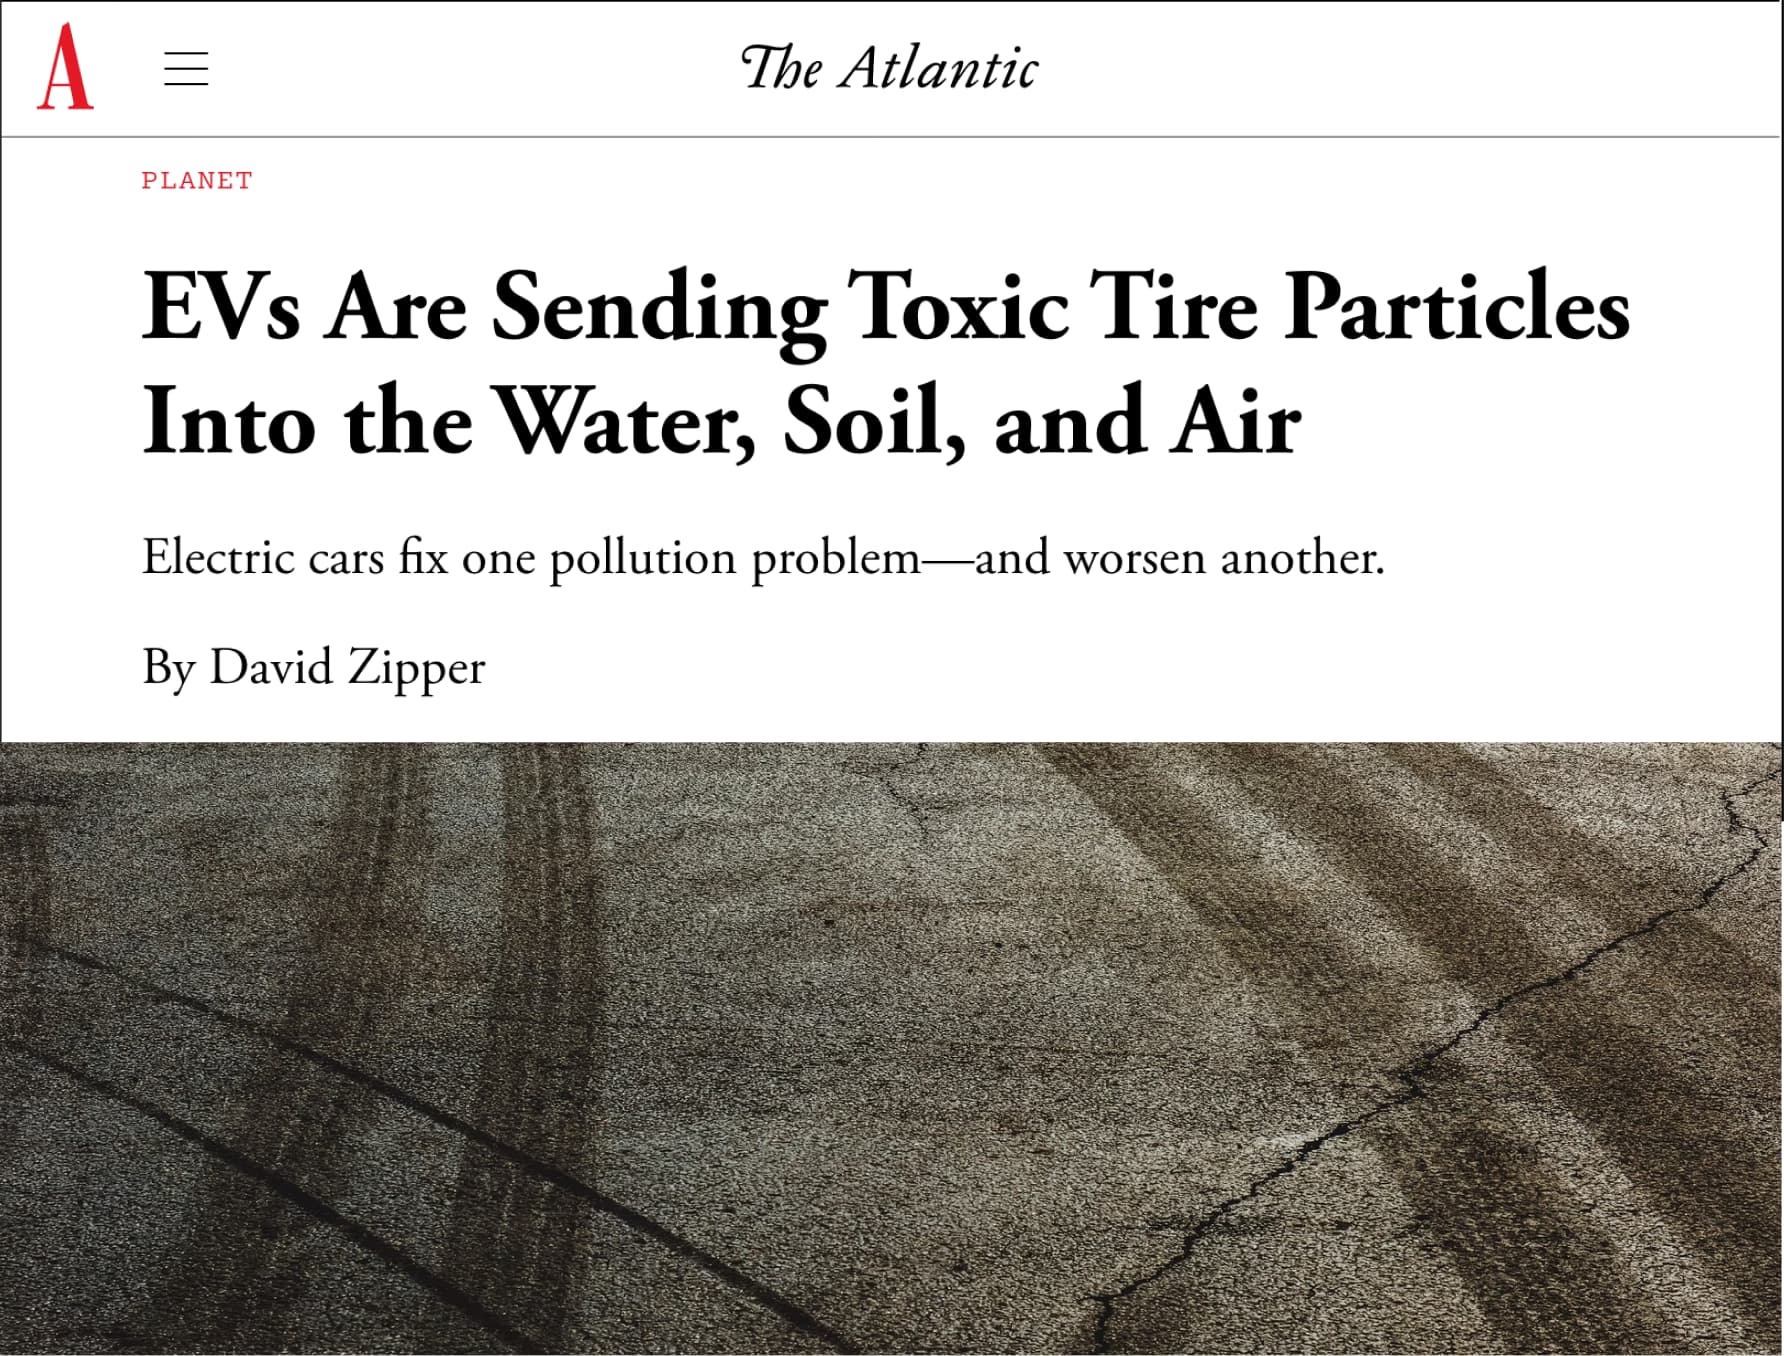 A
The Atlantic
PLANET
EVs Are Sending Toxic Tire Particles
Into the Water, Soil, and Air
Electric cars fix one pollution problem—and worsen another.
By David Zipper